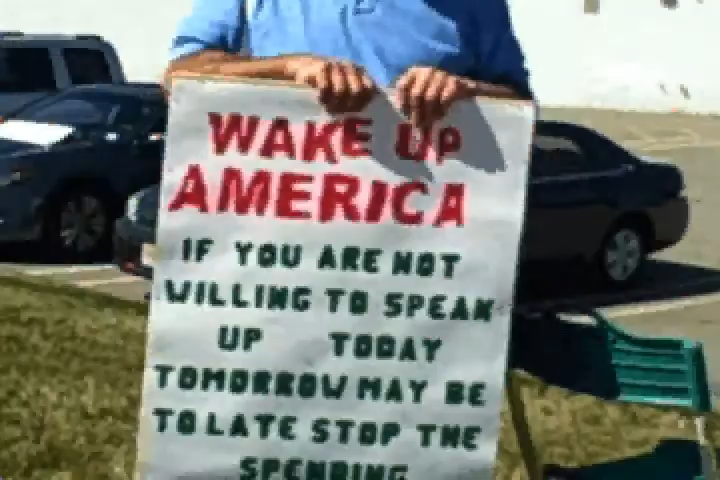 WAKE UP
AMERICA
IF YOU ARE NOT
WILLING TO SPEAK
UP TODAY
TOMORROW MAY BE
TO LATE STOP THE
SPENDING